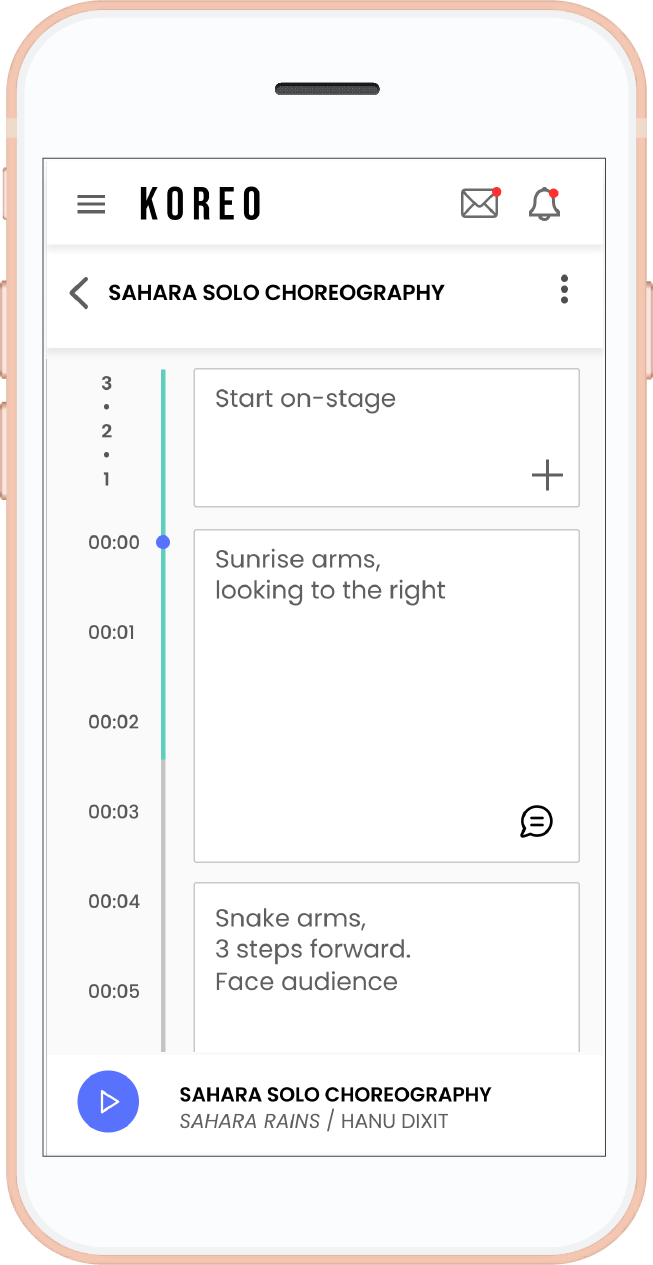 KOREO
SAHARA SOLO CHOREOGRAPHY
3
•
2
•
1
Start on-stage
00:00
Sunrise arms,
looking to the right
00:01
00:02
00:03
00:04
Snake arms,
3 steps forward.
Face audience
00:05
SAHARA SOLO CHOREOGRAPHY
SAHARA RAINS / HANU DIXIT